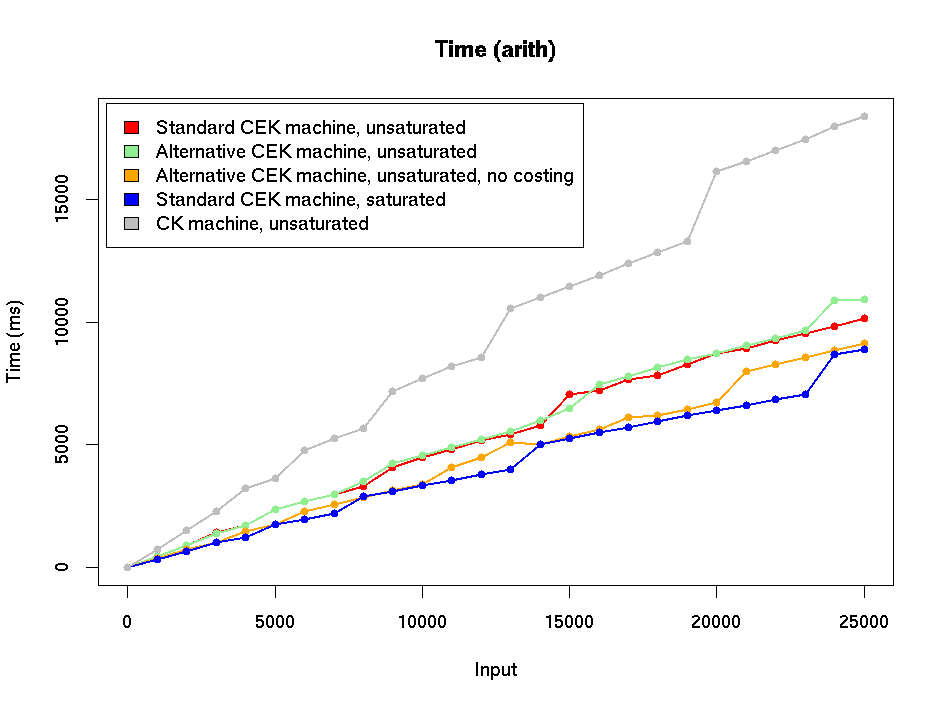 Time (arith)
Standard CEK machine, unsaturated
Alternative CEK machine, unsaturated
Alternative CEK machine, unsaturated, no costing
Standard CEK machine, saturated
CK machine, unsaturated
Time (ms)
15000
10000
5000
0
0 5000 10000 15000 20000 25000
Input